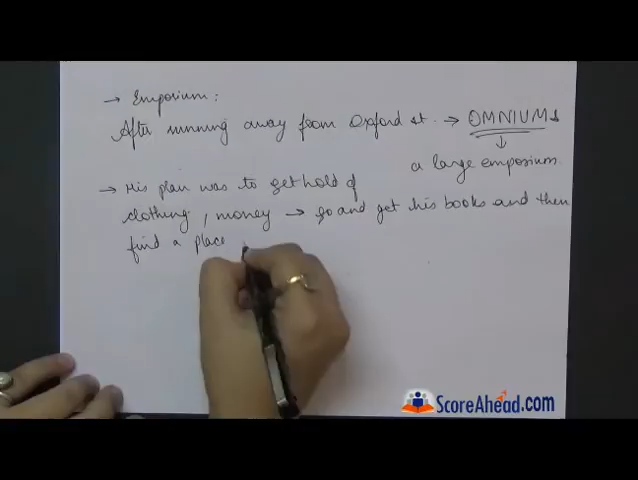 → Emporium:
After running away from Oxford st. → OMNIUMs
↓
a large emporium.
→ His plan was to get hold of
clothing, money → go and get his books and then
find a place
ScoreAhead.com